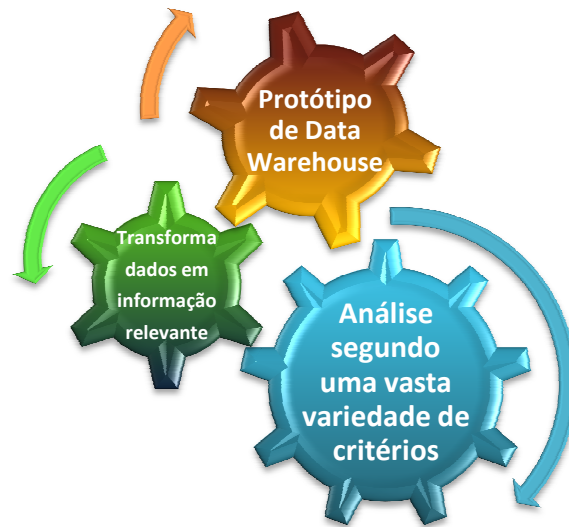 Protótipo
de Data
Warehouse
Transforma
dados em
informação
relevante
Análise
segundo
uma vasta
variedade de
critérios